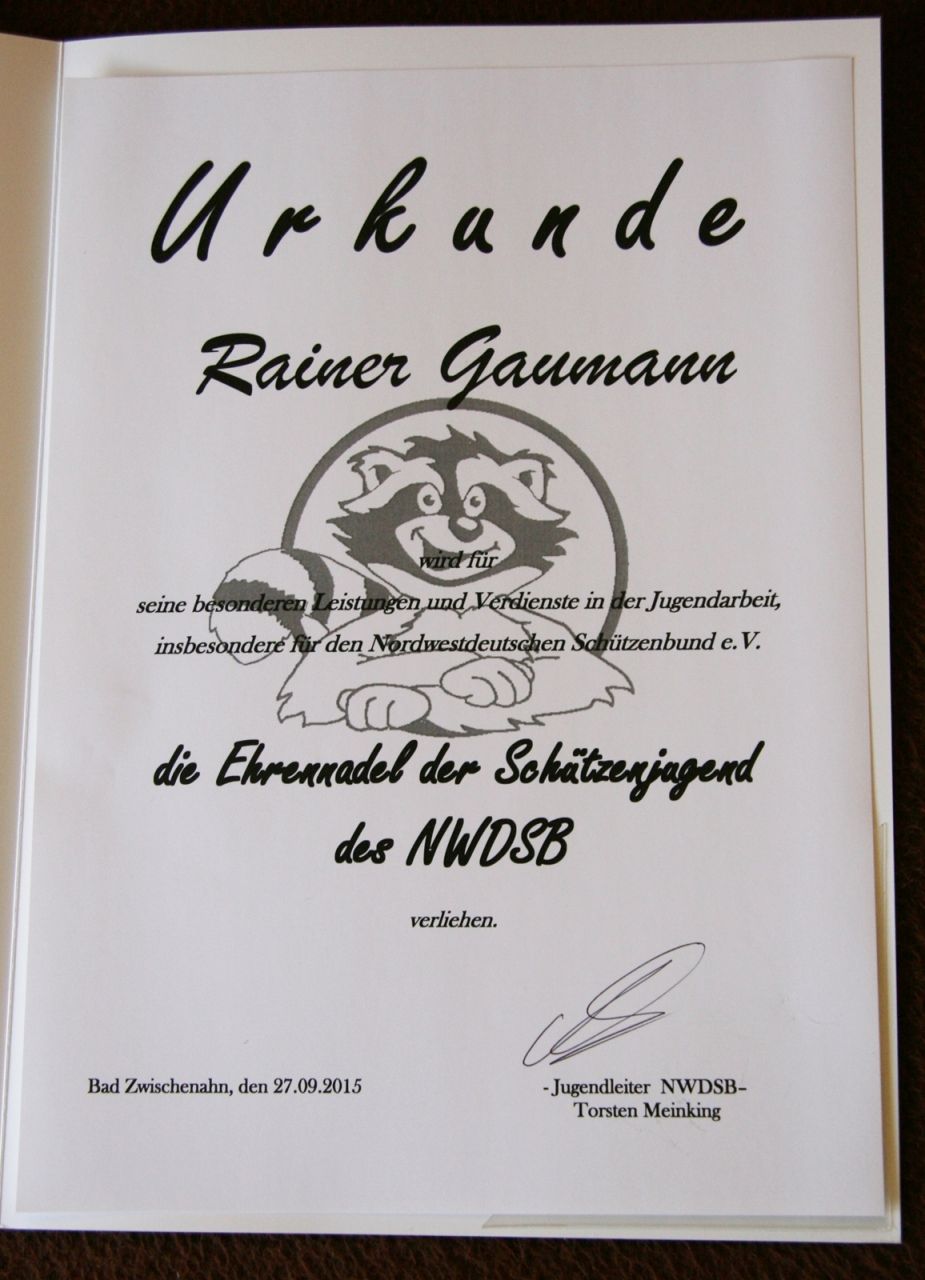 Urkunde
Rainer Gaumann
wird für
seine besonderen Leistungen und Verdienste in der Jugendarbeit,
insbesondere für den Nordwestdeutschen Schützenbund e.V.
die Ehrennadel der Schützenjugend
des NWDSB
verliehen.
Bad Zwischenahn, den 27.09.2015
-Jugendleiter NWDSB-
Torsten Meinking